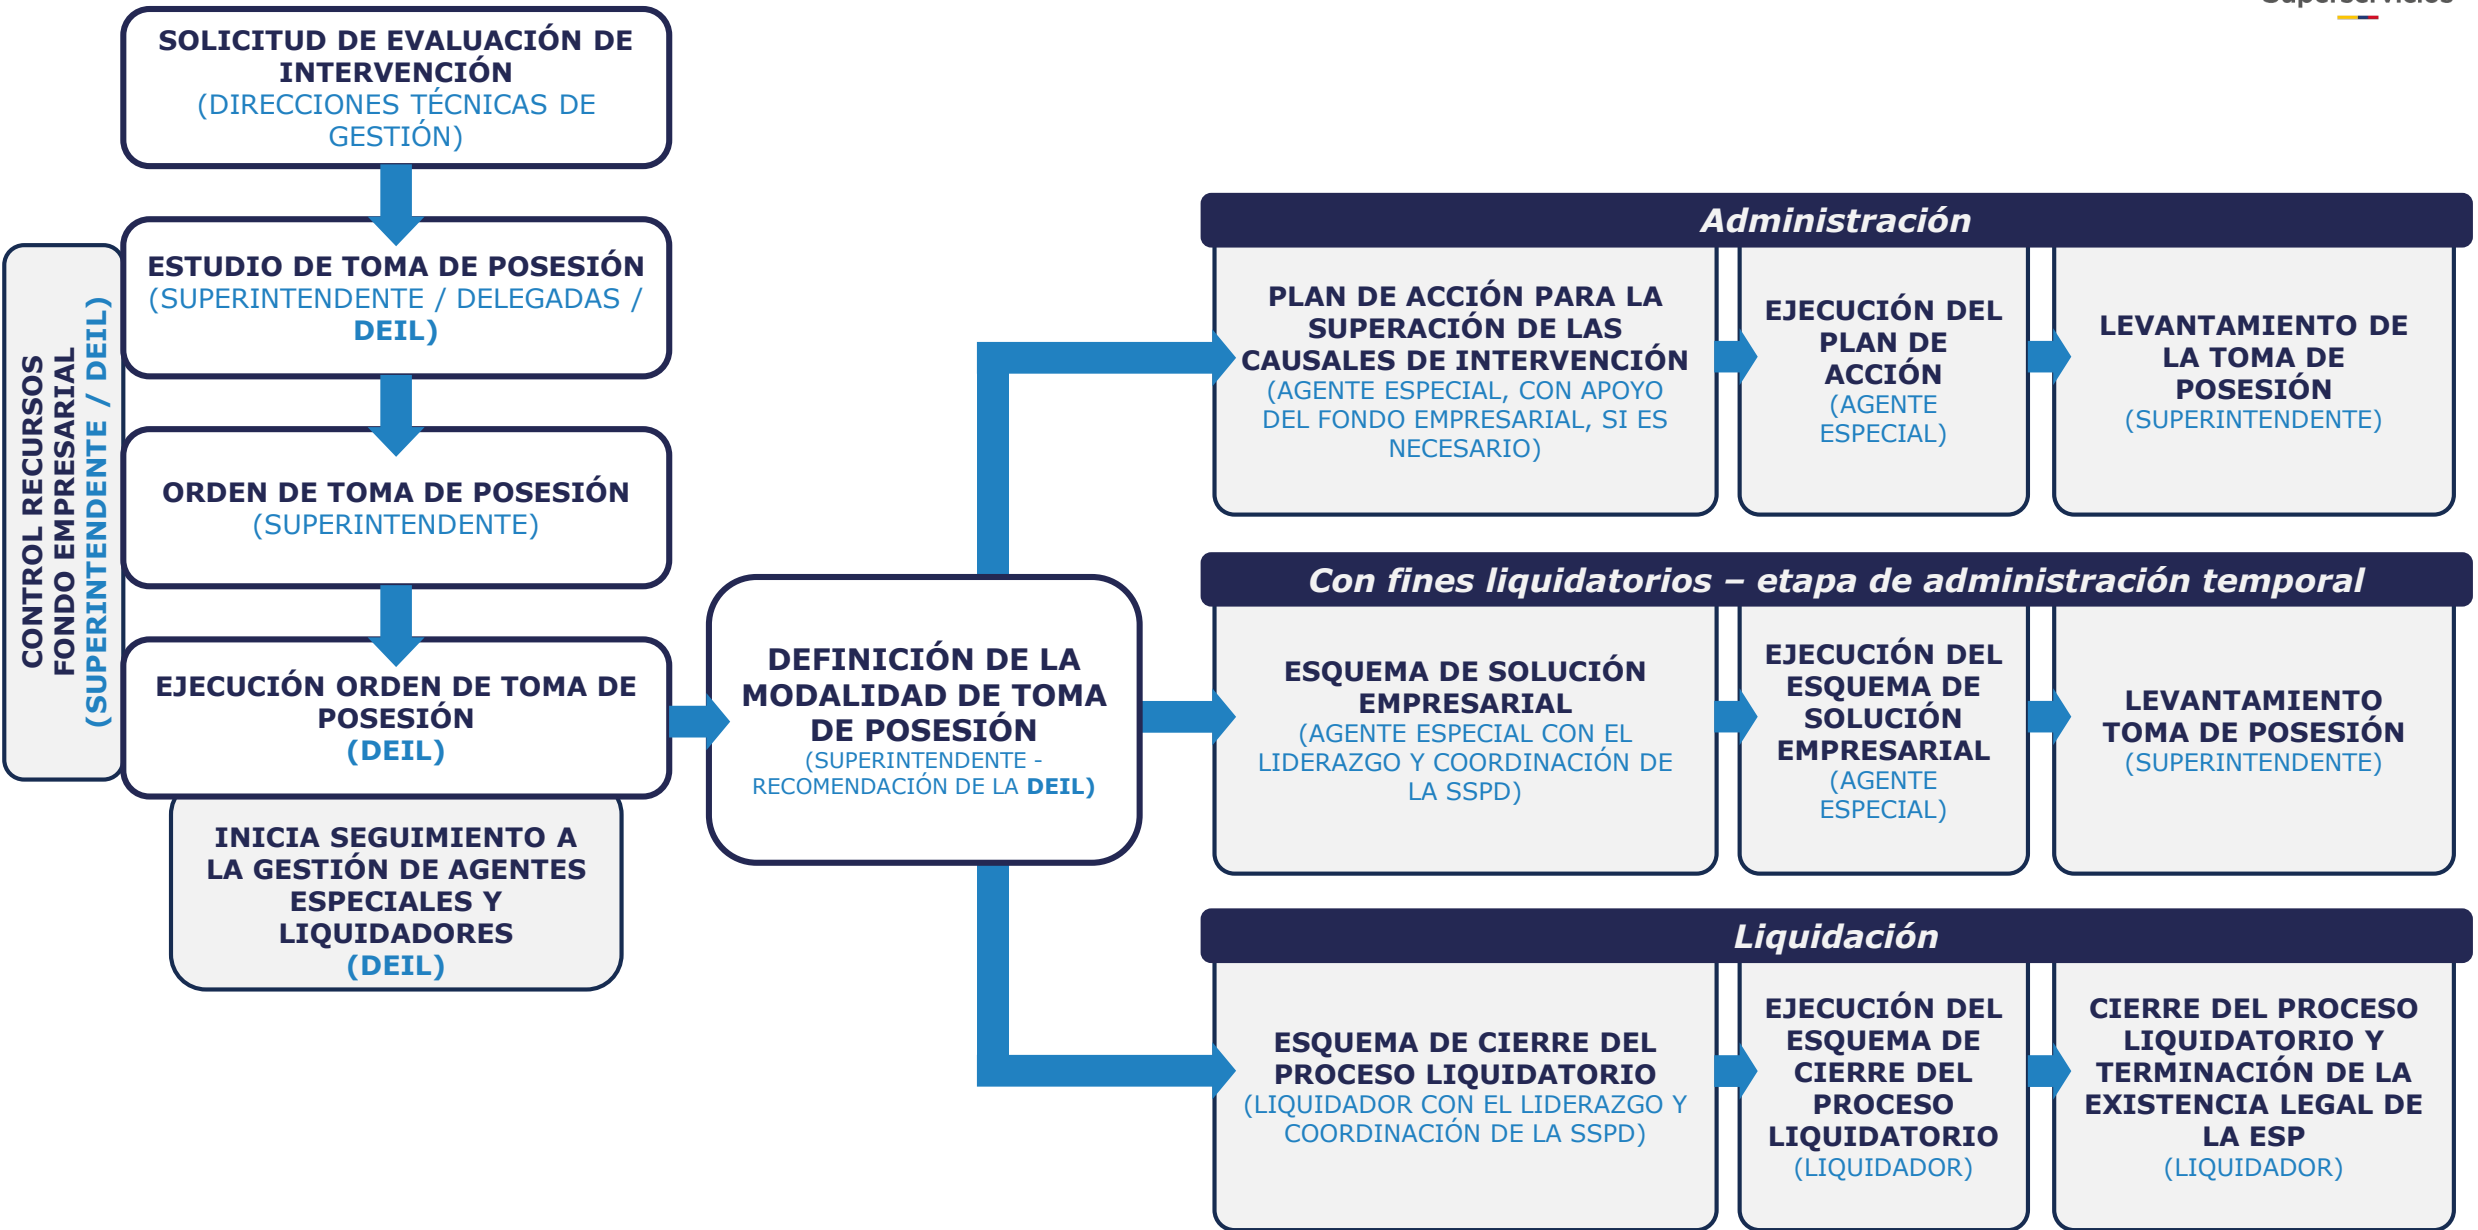 Superservicios
SOLICITUD DE EVALUACIÓN DE
INTERVENCIÓN
(DIRECCIONES TÉCNICAS DE
GESTIÓN)
ESTUDIO DE TOMA DE POSESIÓN
(SUPERINTENDENTE / DELEGADAS /
DEIL)
CONTROL RECURSOS
FONDO EMPRESARIAL
(SUPERINTENDENTE / DEIL)
ORDEN DE TOMA DE POSESIÓN
(SUPERINTENDENTE)
EJECUCIÓN ORDEN DE TOMA DE
POSESIÓN
(DEIL)
INICIA SEGUIMIENTO A
LA GESTIÓN DE AGENTES
ESPECIALES Y
LIQUIDADORES
(DEIL)
DEFINICIÓN DE LA
MODALIDAD DE TOMA
DE POSESIÓN
(SUPERINTENDENTE -
RECOMENDACIÓN DE LA DEIL)
Administración
PLAN DE ACCIÓN PARA LA
SUPERACIÓN DE LAS
CAUSALES DE INTERVENCIÓN
(AGENTE ESPECIAL, CON APOYO
DEL FONDO EMPRESARIAL, SI ES
NECESARIO)
EJECUCIÓN DEL
PLAN DE
ACCIÓN
(AGENTE
ESPECIAL)
LEVANTAMIENTO DE
LA TOMA DE
POSESIÓN
(SUPERINTENDENTE)
Con fines liquidatorios – etapa de administración temporal
ESQUEMA DE SOLUCIÓN
EMPRESARIAL
(AGENTE ESPECIAL CON EL
LIDERAZGO Y COORDINACIÓN DE
LA SSPD)
EJECUCIÓN DEL
ESQUEMA DE
SOLUCIÓN
EMPRESARIAL
(AGENTE
ESPECIAL)
LEVANTAMIENTO
TOMA DE POSESIÓN
(SUPERINTENDENTE)
Liquidación
ESQUEMA DE CIERRE DEL
PROCESO LIQUIDATORIO
(LIQUIDADOR CON EL LIDERAZGO Y
COORDINACIÓN DE LA SSPD)
EJECUCIÓN DEL
ESQUEMA DE
CIERRE DEL
PROCESO
LIQUIDATORIO
(LIQUIDADOR)
CIERRE DEL PROCESO
LIQUIDATORIO Y
TERMINACIÓN DE LA
EXISTENCIA LEGAL DE
LA ESP
(LIQUIDADOR)